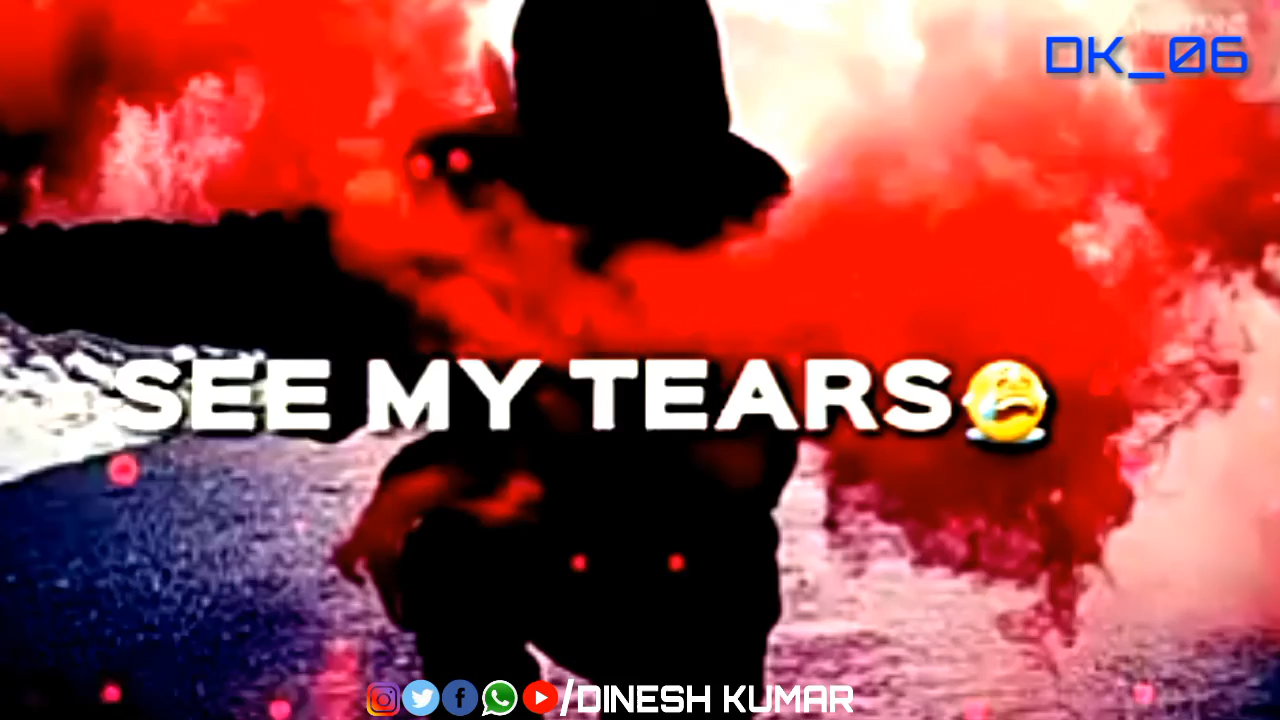 DK_06
SEE MY TEARS😭
/DINESH KUMAR